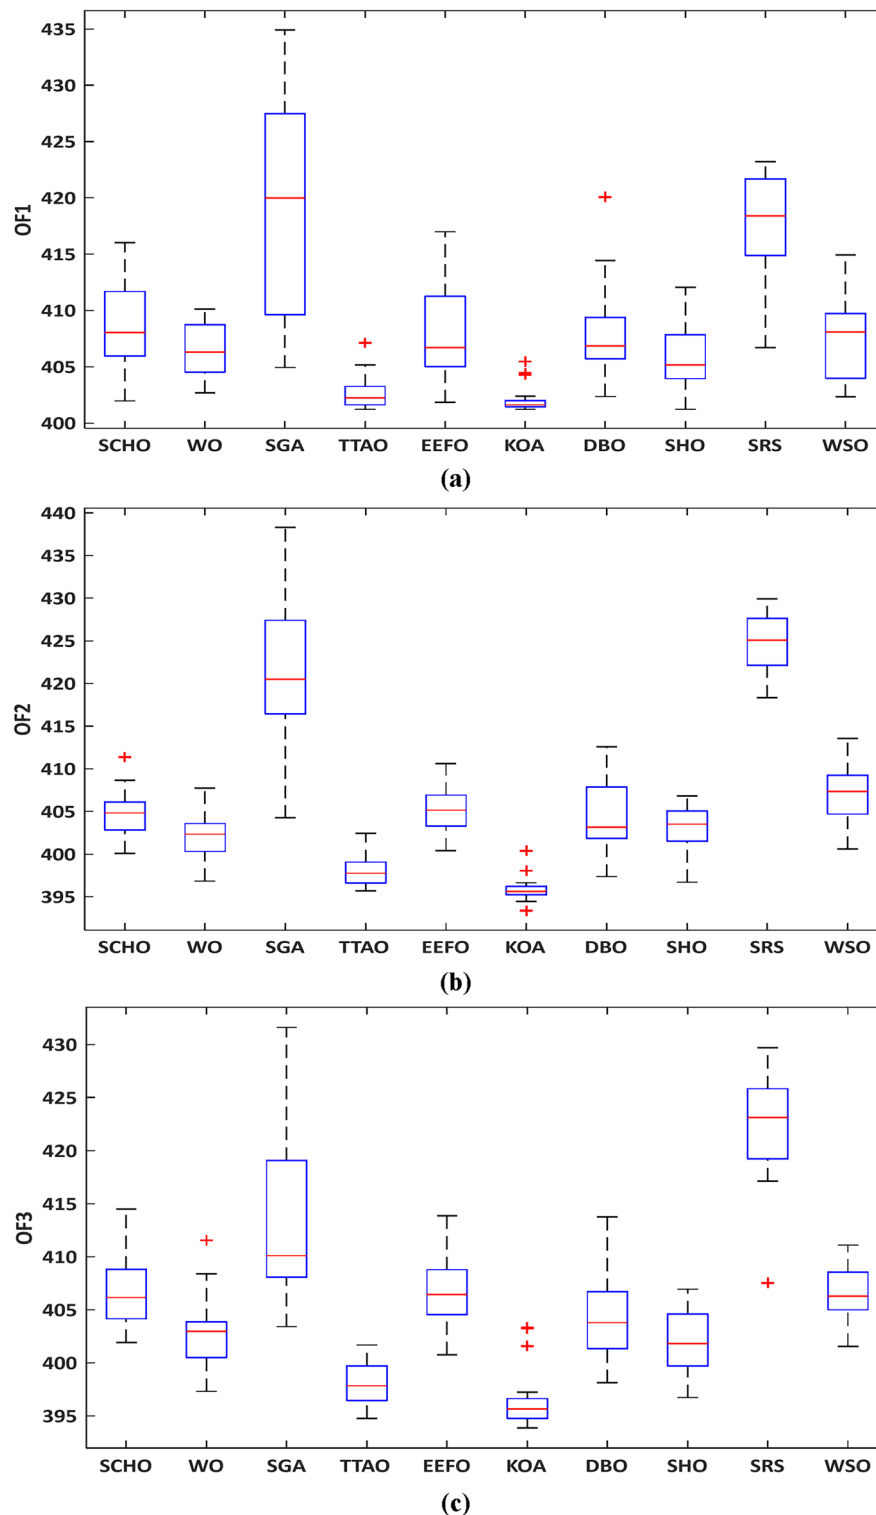 435
430
425
420
415
410
405
400
OF1
SCHO WO SGA TTAO EEFO KOA DBO SHO SRS WSO
(a)
440
435
430
425
420
415
410
405
400
395
OF2
SCHO WO SGA TTAO EEFO KOA DBO SHO SRS WSO
(b)
430
425
420
415
410
405
400
395
OF3
SCHO WO SGA TTAO EEFO KOA DBO SHO SRS WSO
(c)